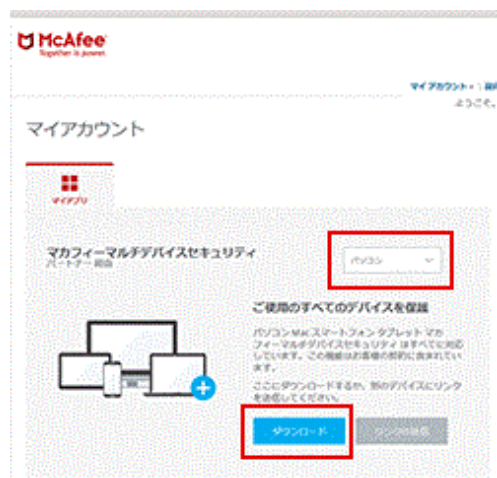 McAfee
Together is power.
マイアカウント
ようこそ。
マイアカウント
マイアプリ
マカフィーマルチデバイスセキュリティ
パートナー経由
パソコン
ご使用のすべてのデバイスを保護
パソコン Mac スマートフォン タブレット マカ
フィーマルチデバイスセキュリティ はすべてに対応
しています。この機能はお客様の契約に含まれてい
ます。
ここにダウンロードするか、別のデバイスにリンク
を送信してください。
ダウンロード
リンクの送信